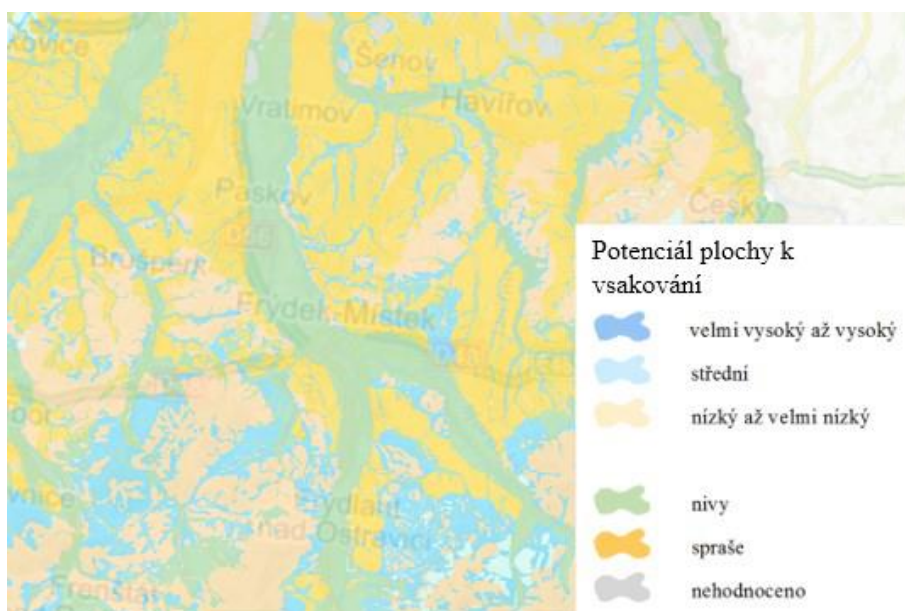 Šenov
Havířov
Vratimov
Paskov
Český
Brušperk
Frýdek-Místek
Frýdlant
nad Ostravicí
Frenštát
Potenciál plochy k
vsakování
velmi vysoký až vysoký
střední
nízký až velmi nízký
nivy
spraše
nehodnoceno